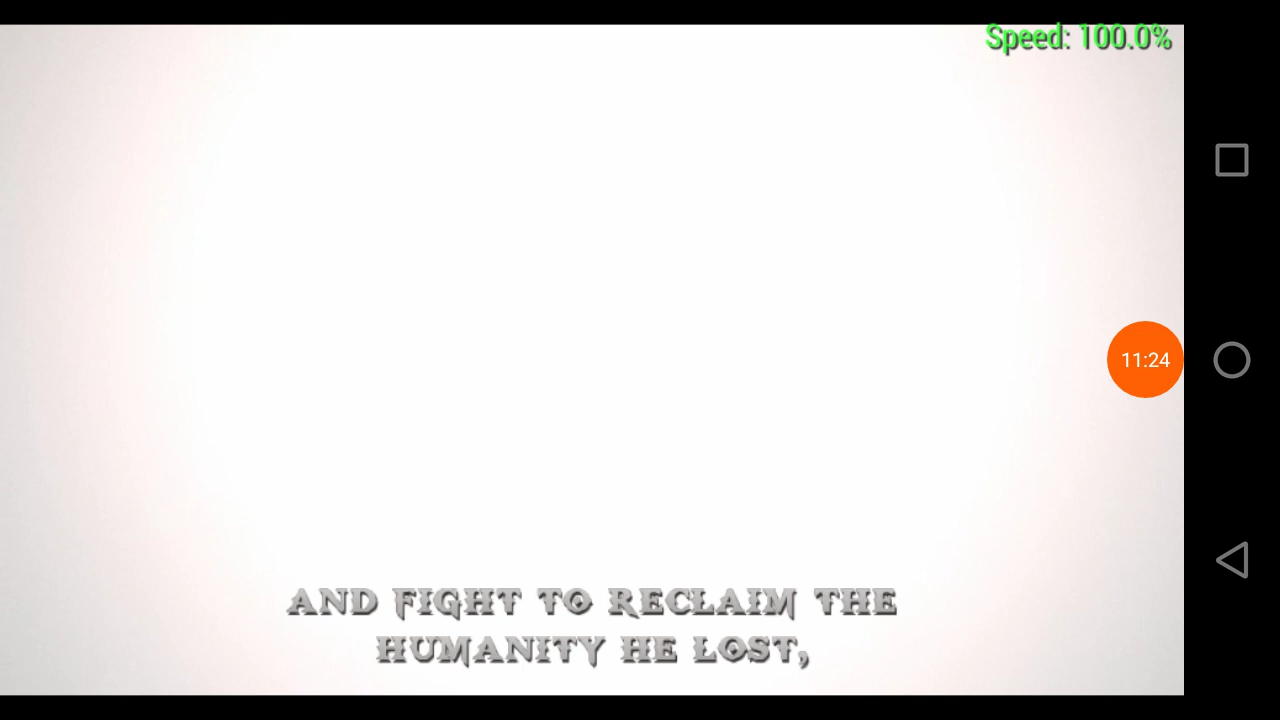 Speed: 100.0%
11:24
AND FIGHT TO RECLAIM THE
HUMANITY HE LOST,